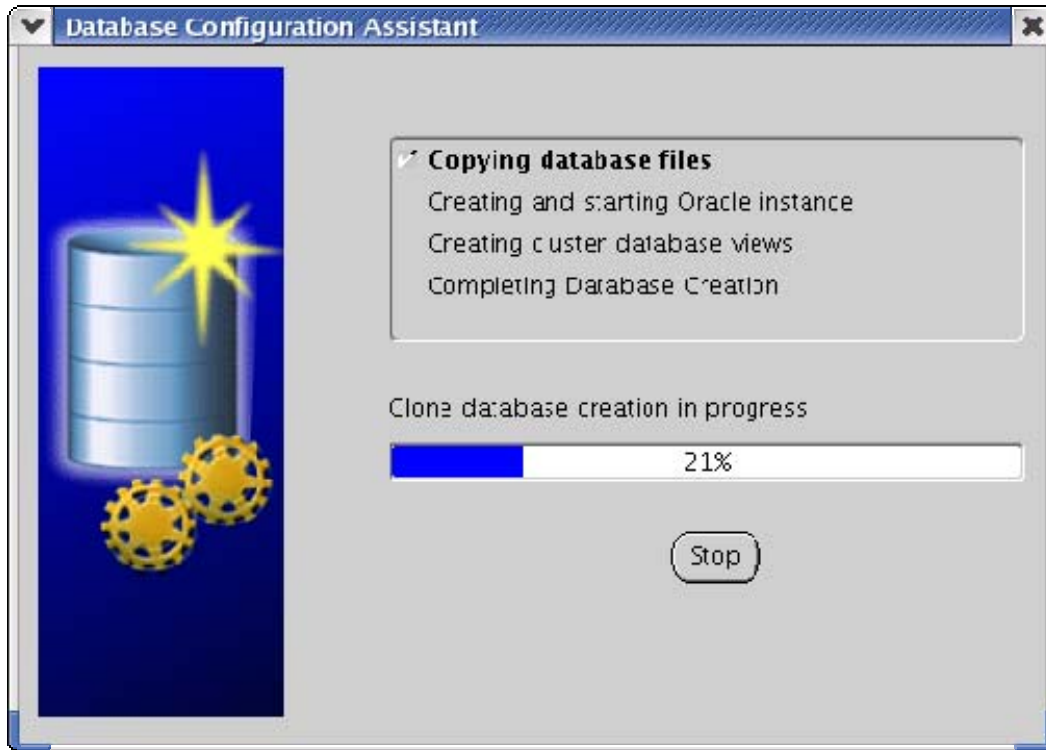 Database Configuration Assistant
Copying database files
Creating and starting Oracle instance
Creating cluster database views
Completing Database Creation
Clone database creation in progress
21%
Stop